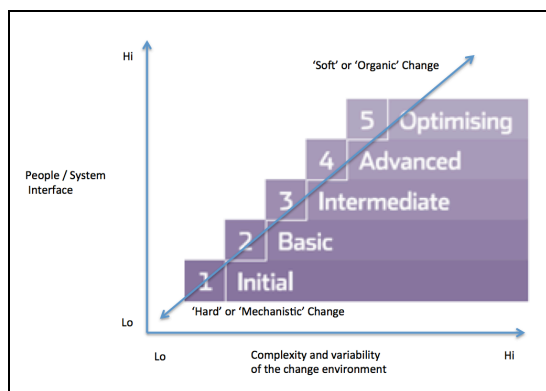 Hi
'Soft' or 'Organic' Change
5 Optimising
4 Advanced
People / System
Interface
3 Intermediate
2 Basic
1 Initial
'Hard' or 'Mechanistic' Change
Lo
Lo
Complexity and variability
of the change environment
Hi